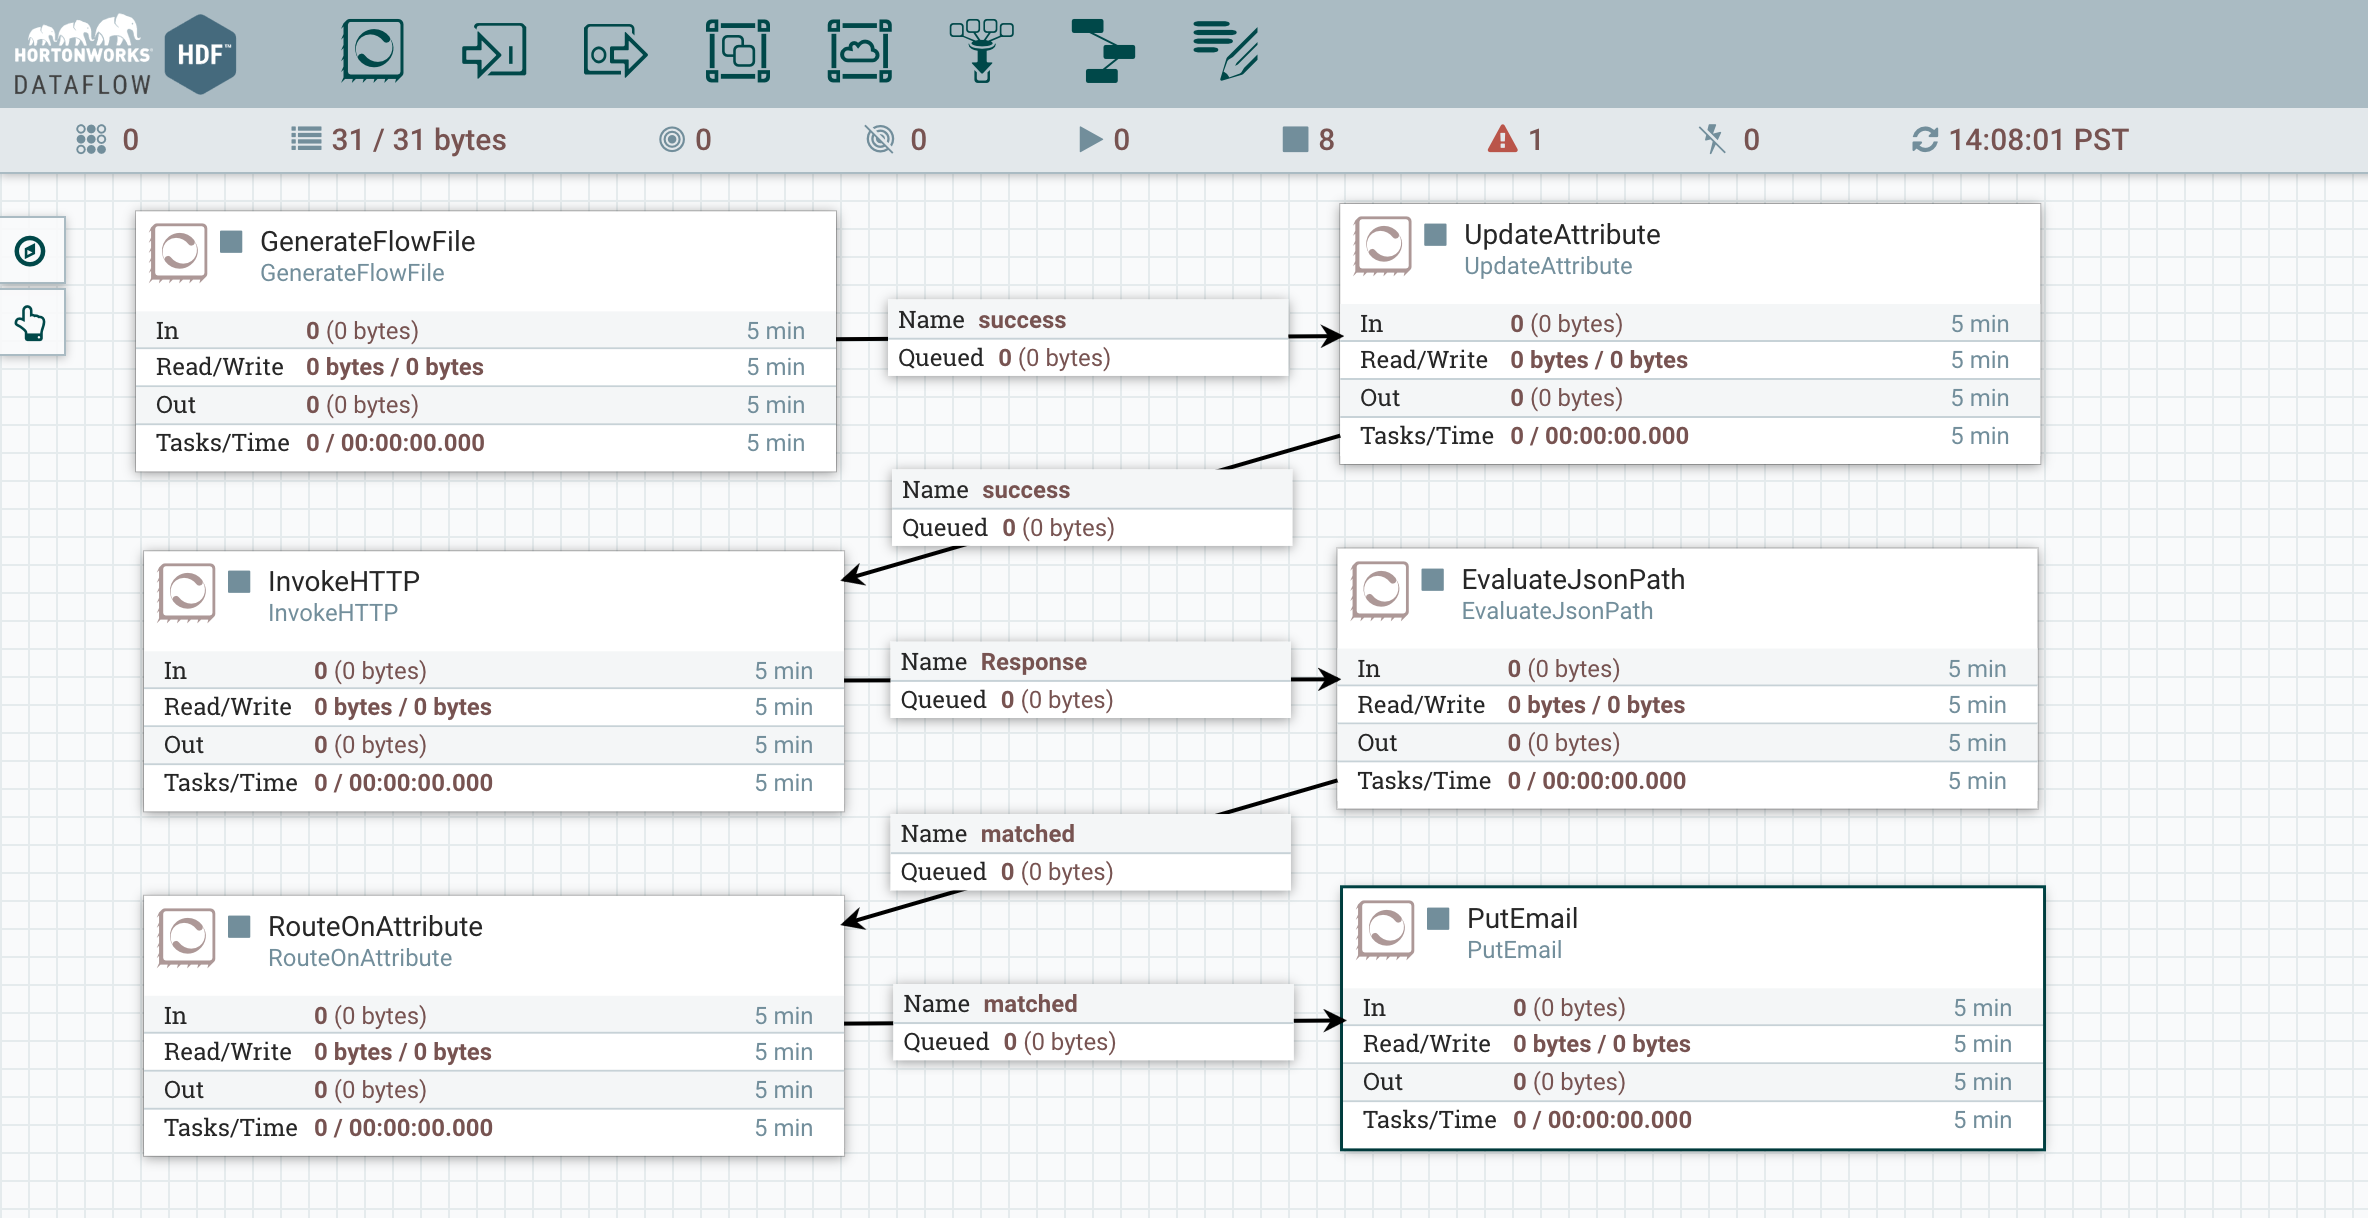 HORTONWORKS
DATAFLOW
HDF™
0
31 / 31 bytes
0
0
0
8
1
0
14:08:01 PST
GenerateFlowFile
GenerateFlowFile
In 0 (0 bytes) 5 min
Read/Write 0 bytes / 0 bytes 5 min
Out 0 (0 bytes) 5 min
Tasks/Time 0 / 00:00:00.000 5 min
Name success
Queued 0 (0 bytes)
UpdateAttribute
UpdateAttribute
In 0 (0 bytes) 5 min
Read/Write 0 bytes / 0 bytes 5 min
Out 0 (0 bytes) 5 min
Tasks/Time 0 / 00:00:00.000 5 min
Name success
Queued 0 (0 bytes)
InvokeHTTP
InvokeHTTP
In 0 (0 bytes) 5 min
Read/Write 0 bytes / 0 bytes 5 min
Out 0 (0 bytes) 5 min
Tasks/Time 0 / 00:00:00.000 5 min
Name Response
Queued 0 (0 bytes)
EvaluateJsonPath
EvaluateJsonPath
In 0 (0 bytes) 5 min
Read/Write 0 bytes / 0 bytes 5 min
Out 0 (0 bytes) 5 min
Tasks/Time 0 / 00:00:00.000 5 min
Name matched
Queued 0 (0 bytes)
RouteOnAttribute
RouteOnAttribute
In 0 (0 bytes) 5 min
Read/Write 0 bytes / 0 bytes 5 min
Out 0 (0 bytes) 5 min
Tasks/Time 0 / 00:00:00.000 5 min
Name matched
Queued 0 (0 bytes)
PutEmail
PutEmail
In 0 (0 bytes) 5 min
Read/Write 0 bytes / 0 bytes 5 min
Out 0 (0 bytes) 5 min
Tasks/Time 0 / 00:00:00.000 5 min